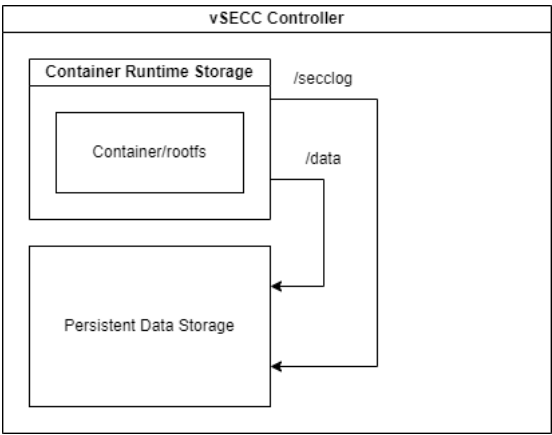 vSECC Controller
Container Runtime Storage
/secclog
Container/rootfs
/data
Persistent Data Storage